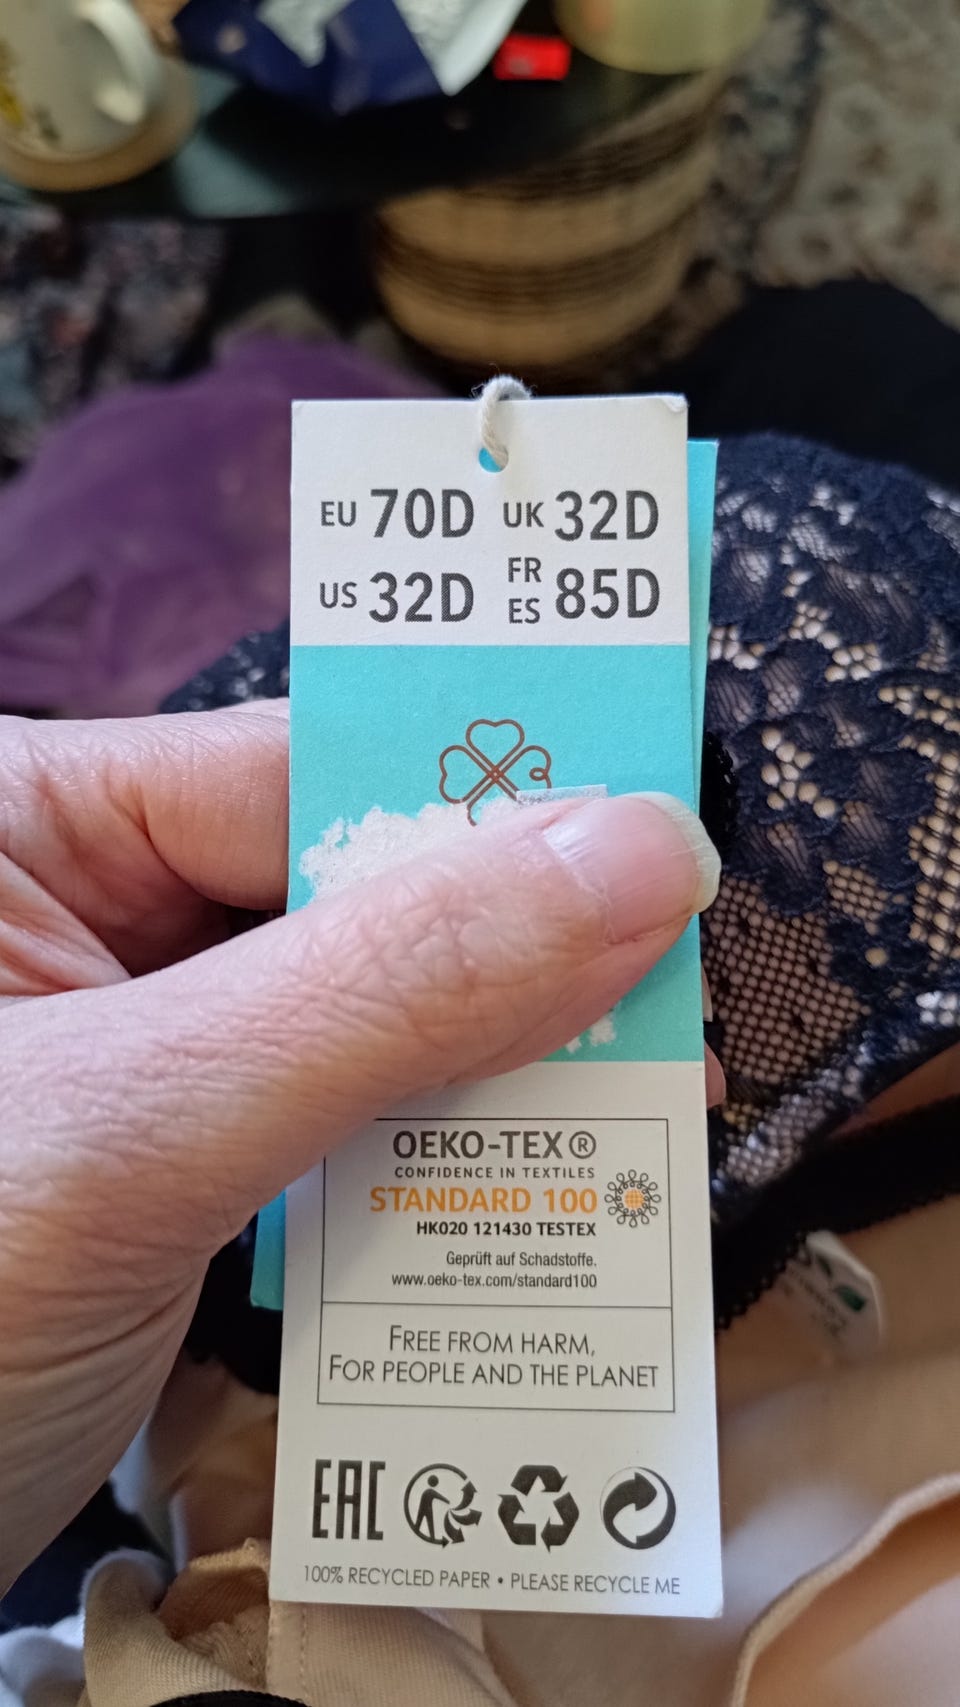 EU 70D UK 32D
US 32D FR ES 85D
OEKO-TEX®
CONFIDENCE IN TEXTILES
STANDARD 100
HK020 121430 TESTEX
Geprüft auf Schadstoffe.
www.oeko-tex.com/standard100
FREE FROM HARM,
FOR PEOPLE AND THE PLANET
EAC
100% RECYCLED PAPER • PLEASE RECYCLE ME